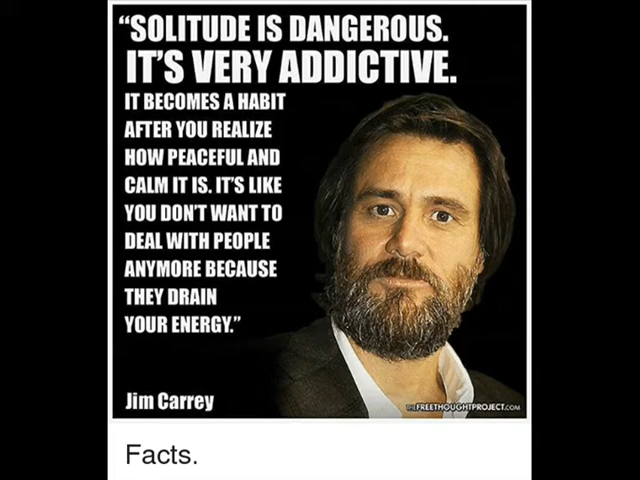 “SOLITUDE IS DANGEROUS.
IT'S VERY ADDICTIVE.
IT BECOMES A HABIT
AFTER YOU REALIZE
HOW PEACEFUL AND
CALM IT IS. IT'S LIKE
YOU DON'T WANT TO
DEAL WITH PEOPLE
ANYMORE BECAUSE
THEY DRAIN
YOUR ENERGY.”
Jim Carrey
THEFREETHOUGHTPROJECT.COM
Facts.